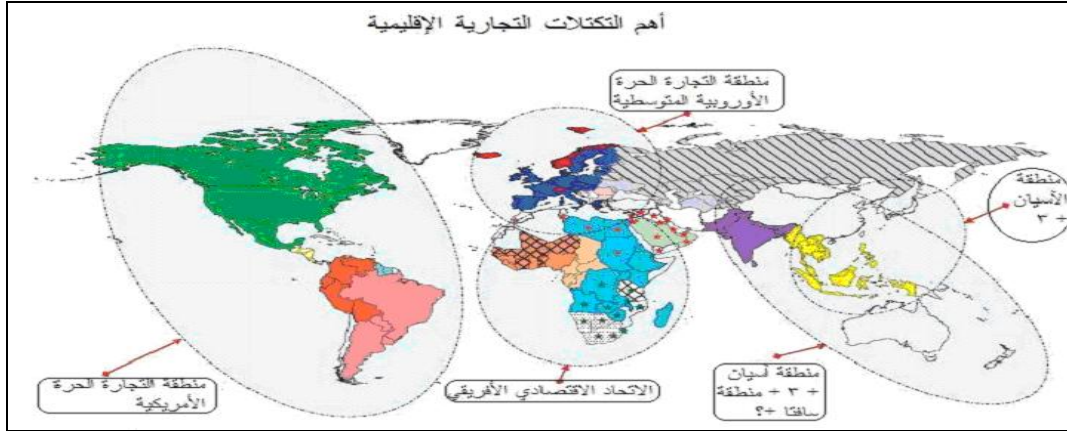 أهم التكتلات التجارية الإقليمية
منطقة التجارة الحرة
الأوروبية المتوسطية
منطقة
الأسيان
+ ٣
منطقة التجارة الحرة
الأمريكية
الاتحاد الاقتصادي الأفريقي
منطقة أسيان
+ ٣ + منطقة
سافتا +؟